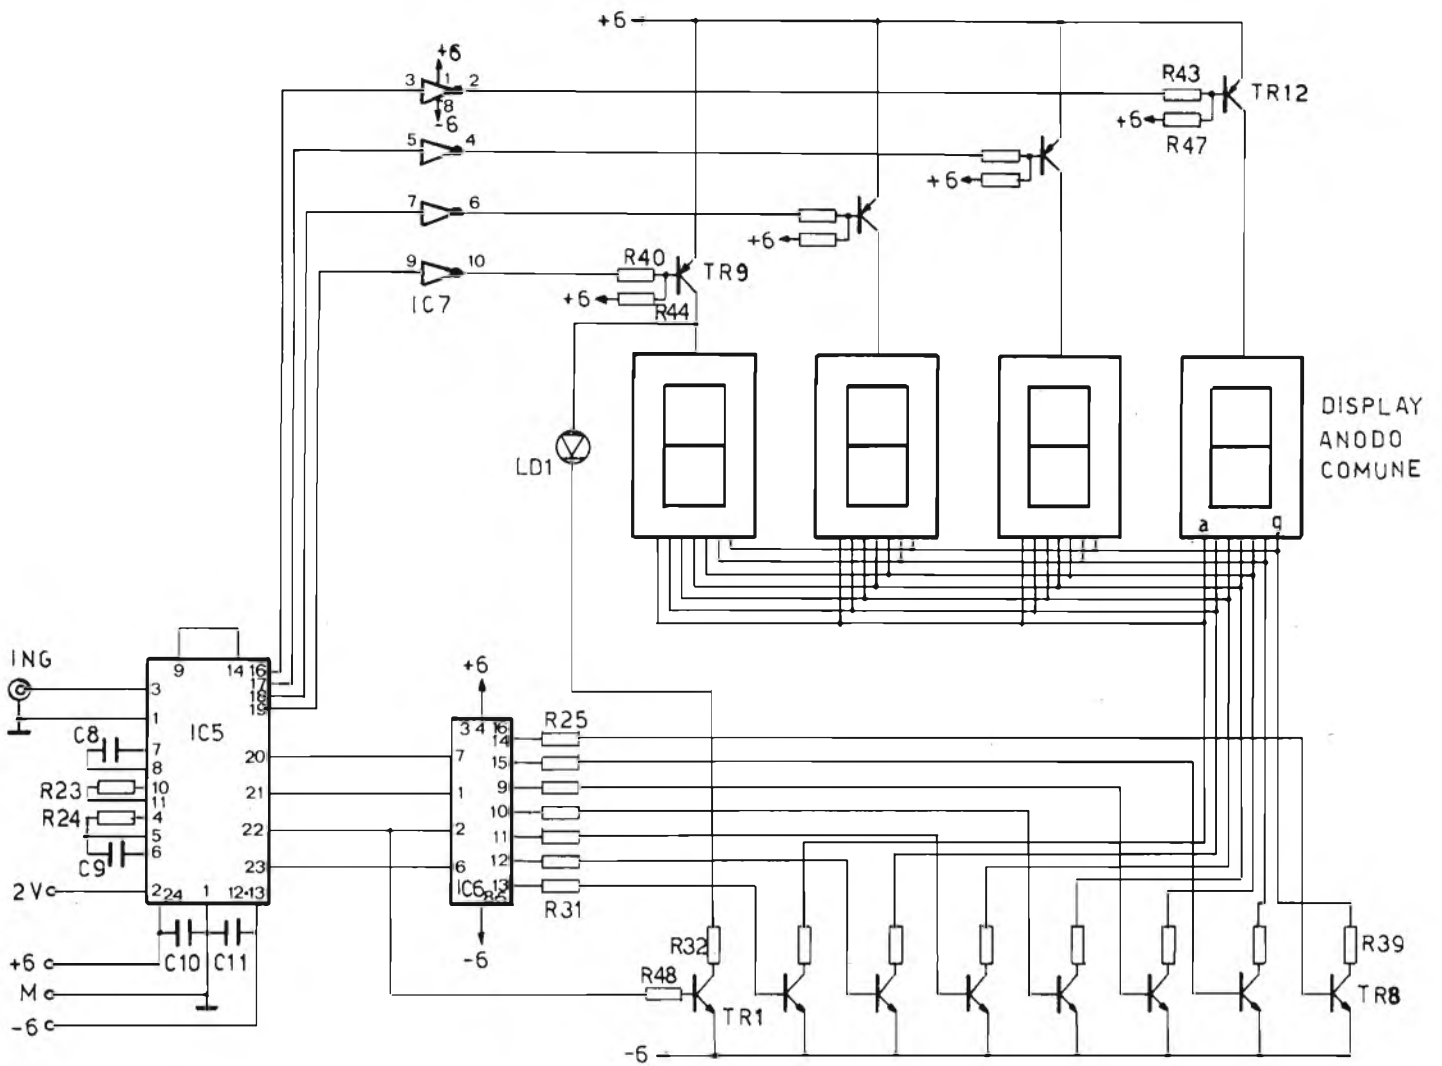 +6
+6
3 1 2
8
-6
R43
TR12
+6
R47
5 4
+6
7 6
+6
9 10
IC7
R40
TR9
+6
R44
DISPLAY
ANODO
COMUNE
LD1
a g
ING
9 14 16
17
18
19
3
1
IC5
C8
7
8
R23
10
11
R24
4
5
6
C9
20
21
22
23
2V
2 24 1 12·13
C10 C11
+6
M
-6
+6
3 4 16
14
15
9
10
11
12
13
7
1
2
6
IC6
-6
R25
R31
R32
R48
TR1
R39
TR8
-6